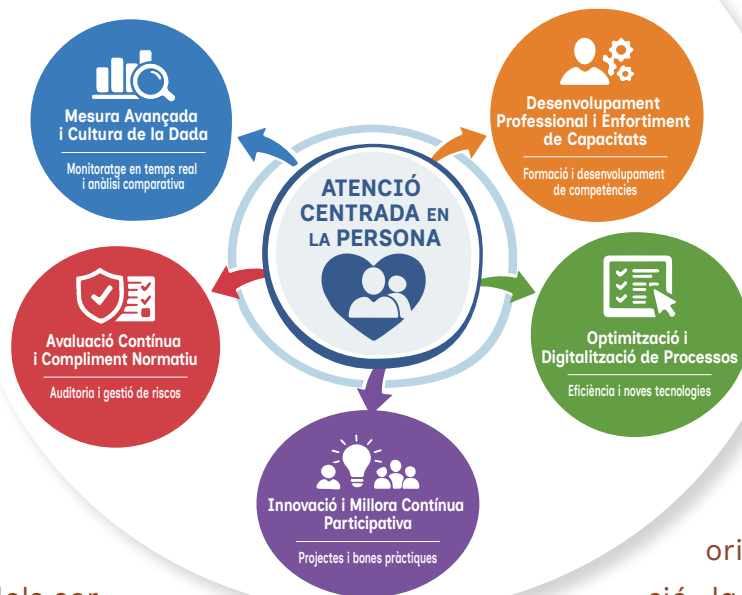 Mesura Avançada
i Cultura de la Dada
Monitoratge en temps real
i anàlisi comparativa
Desenvolupament
Professional i Enfortiment
de Capacitats
Formació i desenvolupament
de competències
ATENCIÓ
CENTRADA EN
LA PERSONA
Avaluació Contínua
i Compliment Normatiu
Auditoria i gestió de riscos
Optimització i
Digitalització de Processos
Eficiència i noves tecnologies
Innovació i Millora Contínua
Participativa
Projectes i bones pràctiques
ori